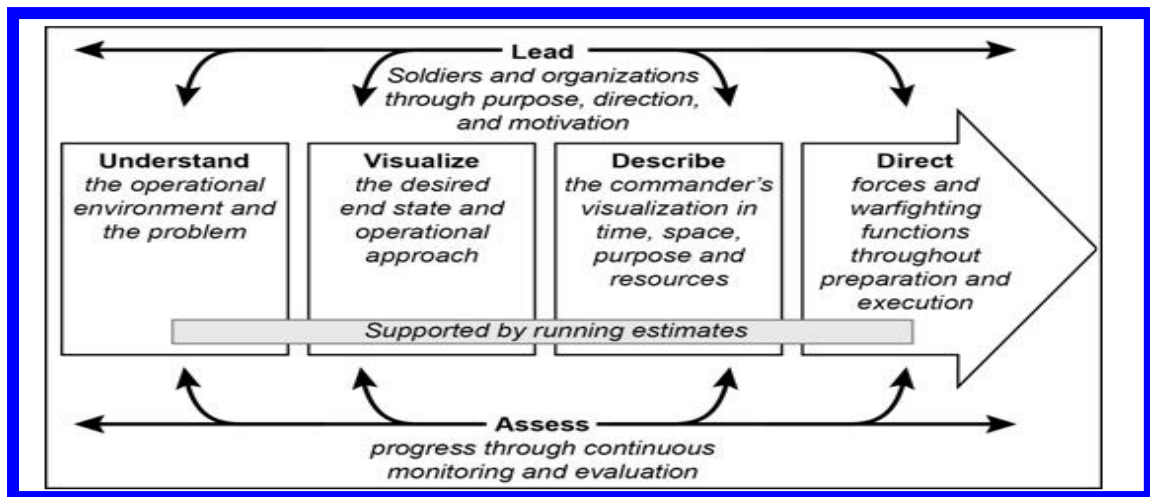 Lead
Soldiers and organizations
through purpose, direction,
and motivation
Understand
the operational
environment and
the problem
Visualize
the desired
end state and
operational
approach
Describe
the commander's
visualization in
time, space,
purpose and
resources
Direct
forces and
warfighting
functions
throughout
preparation and
execution
Supported by running estimates
Assess
progress through continuous
monitoring and evaluation